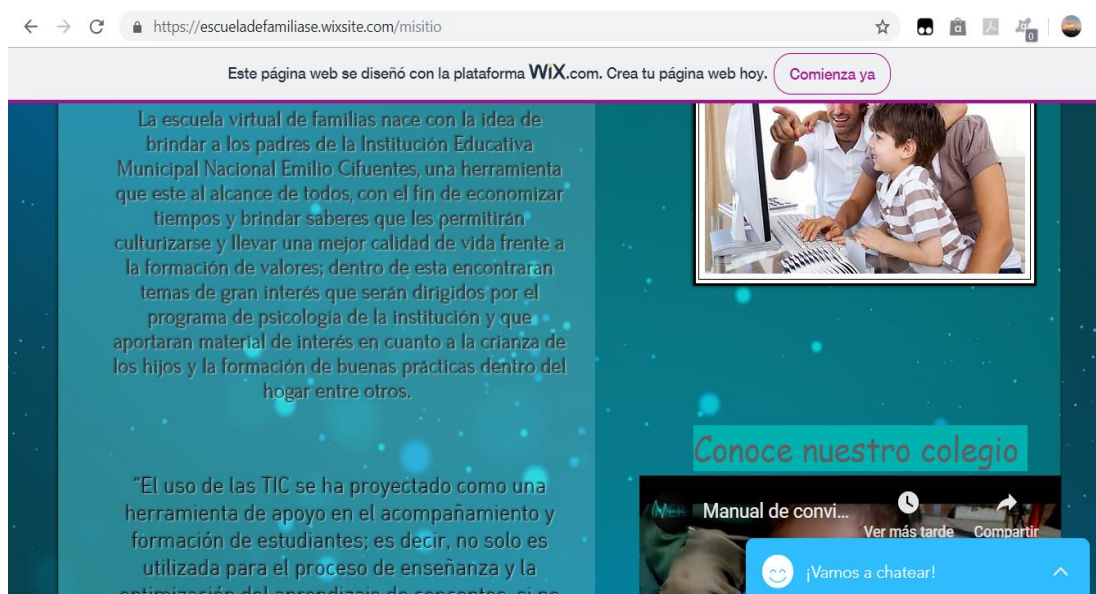 https://escueladefamiliase.wixsite.com/misitio
0
Este página web se diseñó con la plataforma WiX.com. Crea tu página web hoy.
Comienza ya
La escuela virtual de familias nace con la idea de
brindar a los padres de la Institución Educativa
Municipal Nacional Emilio Cifuentes, una herramienta
que este al alcance de todos, con el fin de economizar
tiempos y brindar saberes que les permitirán
culturizarse y llevar una mejor calidad de vida frente a
la formación de valores; dentro de esta encontraran
temas de gran interés que serán dirigidos por el
programa de psicología de la institución y que
aportaran material de interés en cuanto a la crianza de
los hijos y la formación de buenas prácticas dentro del
hogar entre otros.
"El uso de las TIC se ha proyectado como una
herramienta de apoyo en el acompañamiento y
formación de estudiantes; es decir, no solo es
utilizada para el proceso de enseñanza y la
optimización del aprendizaje de conceptos, si no
Conoce nuestro colegio
Manual de convi...
Ver más tarde
Compartir
¡Vamos a chatear!